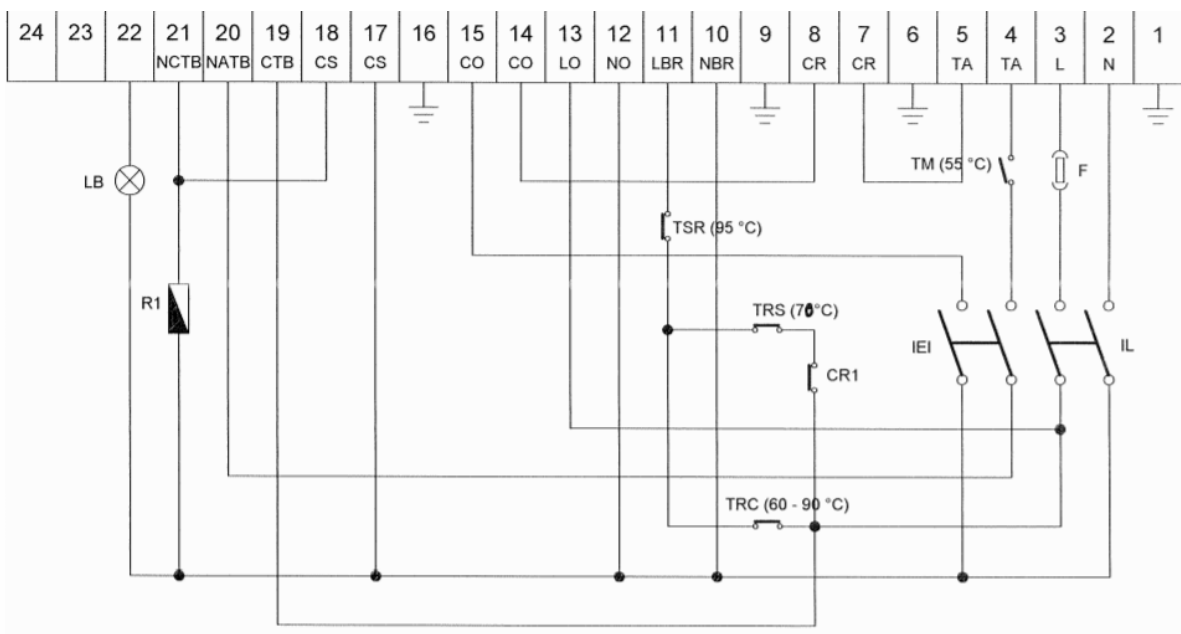 24 23 22 21 20 19 18 17 16 15 14 13 12 11 10 9 8 7 6 5 4 3 2 1
NCTB NATB CTB CS CS CO CO LO NO LBR NBR CR CR TA TA L N
TM (55 °C)
F
LB
TSR (95 °C)
R1
TRS (70°C)
IEI
IL
CR1
TRC (60 - 90 °C)